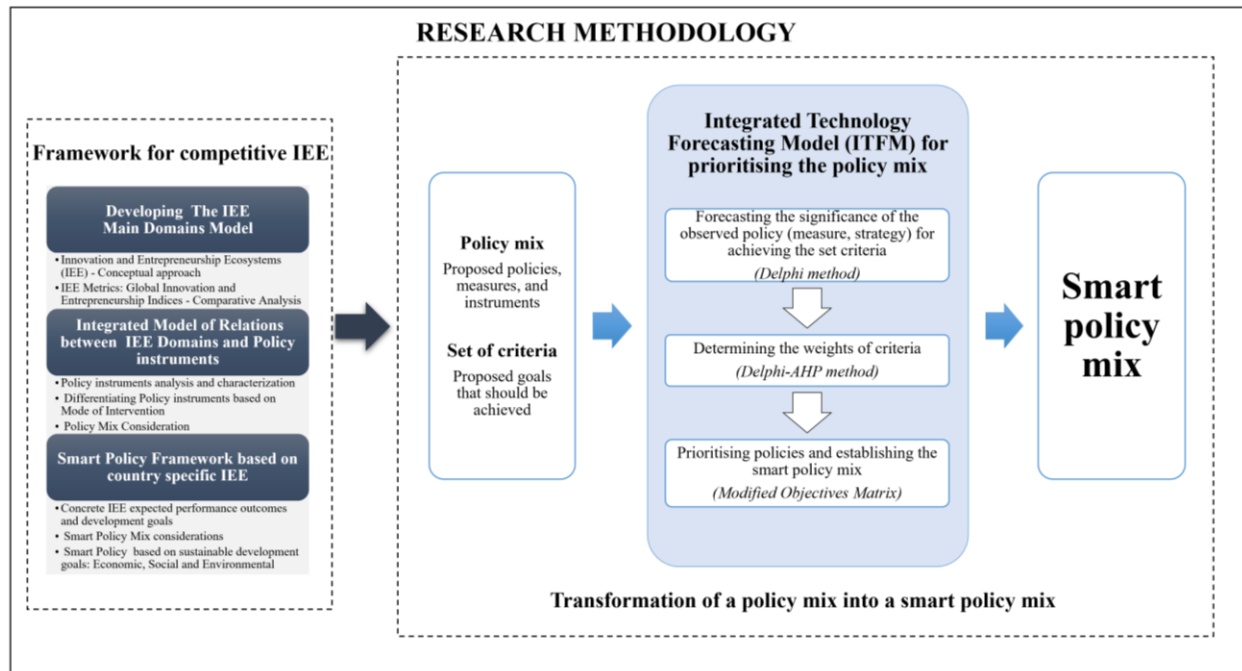 RESEARCH METHODOLOGY
Framework for competitive IEE
Developing The IEE
Main Domains Model
•Innovation and Entrepreneurship Ecosystems
(IEE) - Conceptual approach
•IEE Metrics: Global Innovation and
Entrepreneurship Indices - Comparative Analysis
Integrated Model of Relations
between IEE Domains and Policy
instruments
•Policy instruments analysis and characterization
• Differentiating Policy instruments based on
Mode of Intervention
• Policy Mix Consideration
Smart Policy Framework based on
country specific IEE
•Concrete IEE expected performance outcomes
and development goals
• Smart Policy Mix considerations
• Smart Policy based on sustainable development
goals: Economic, Social and Environmental
Policy mix
Proposed policies,
measures, and
instruments
Set of criteria
Proposed goals
that should be
achieved
Integrated Technology
Forecasting Model (ITFM) for
prioritising the policy mix
Forecasting the significance of the
observed policy (measure, strategy) for
achieving the set criteria
(Delphi method)
Determining the weights of criteria
(Delphi-AHP method)
Prioritising policies and establishing the
smart policy mix
(Modified Objectives Matrix)
Smart
policy
mix
Transformation of a policy mix into a smart policy mix